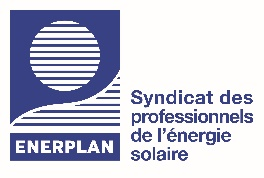 ENERPLAN
Syndicat des
professionnels
de l'énergie
solaire